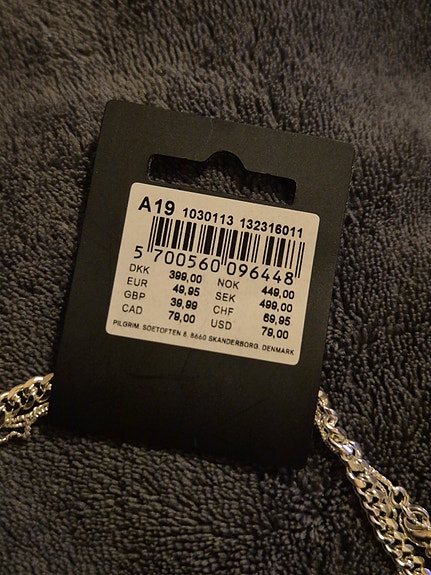 A19 1030113 132316011
5 700560 096448
DKK 399,00 NOK 449,00
EUR 49,95 SEK 499,00
GBP 39,99 CHF 69,95
CAD 79,00 USD 79,00
PILGRIM, SOETOFTEN 8, 8660 SKANDERBORG, DENMARK